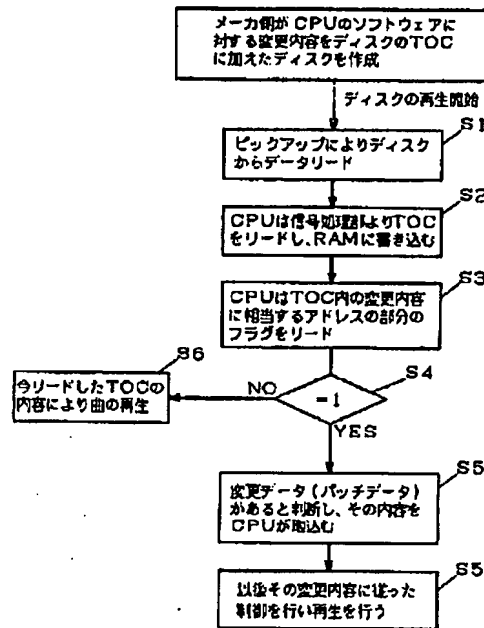 メーカ側がCPUのソフトウェアに
対する変更内容をディスクのTOC
に加えたディスクを作成
ディスクの再生開始
S1
ピックアップによりディスク
からデータリード
S2
CPUは信号処理部よりTOC
をリードし、RAMに書き込む
S3
CPUはTOC内の変更内容
に相当するアドレスの部分の
フラグをリード
S6
今リードしたTOCの
内容により曲の再生
NO
S4
=1
YES
S5
変更データ(パッチデータ)
があると判断し、その内容を
CPUが取込む
S5
以後その変更内容に従った
制御を行い再生を行う